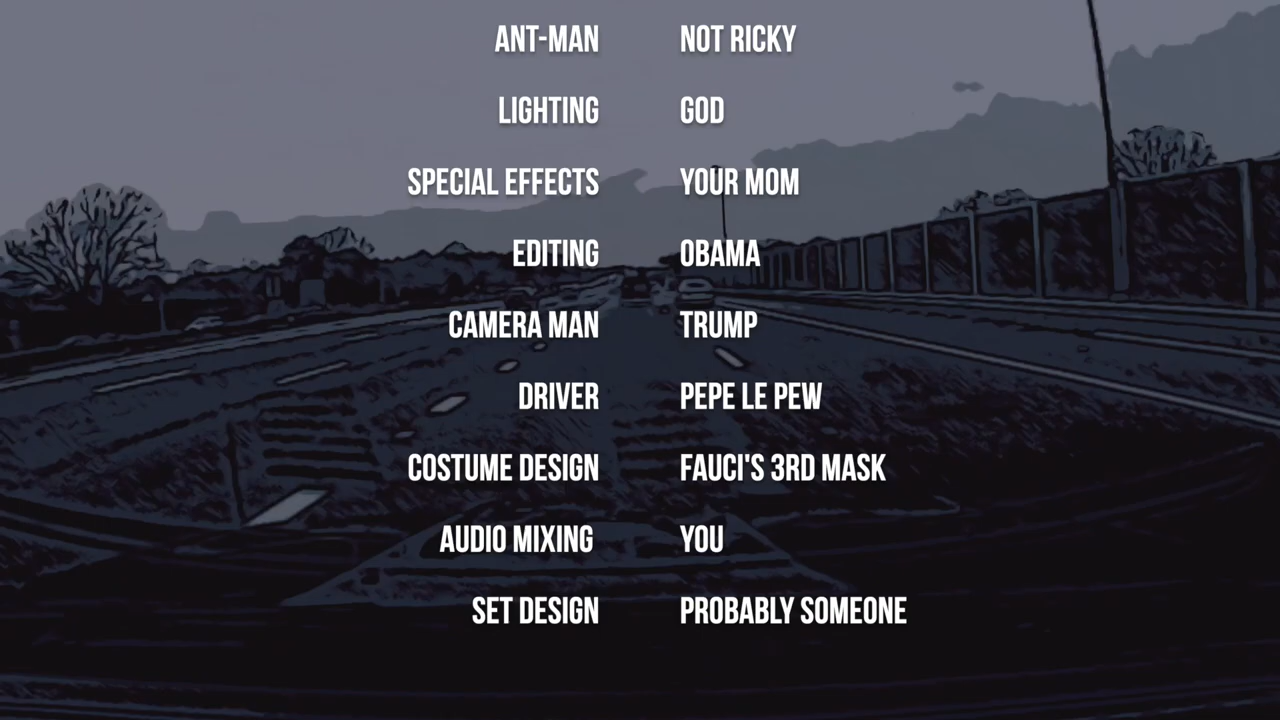 ANT-MAN NOT RICKY
LIGHTING GOD
SPECIAL EFFECTS YOUR MOM
EDITING OBAMA
CAMERA MAN TRUMP
DRIVER PEPE LE PEW
COSTUME DESIGN FAUCI'S 3RD MASK
AUDIO MIXING YOU
SET DESIGN PROBABLY SOMEONE